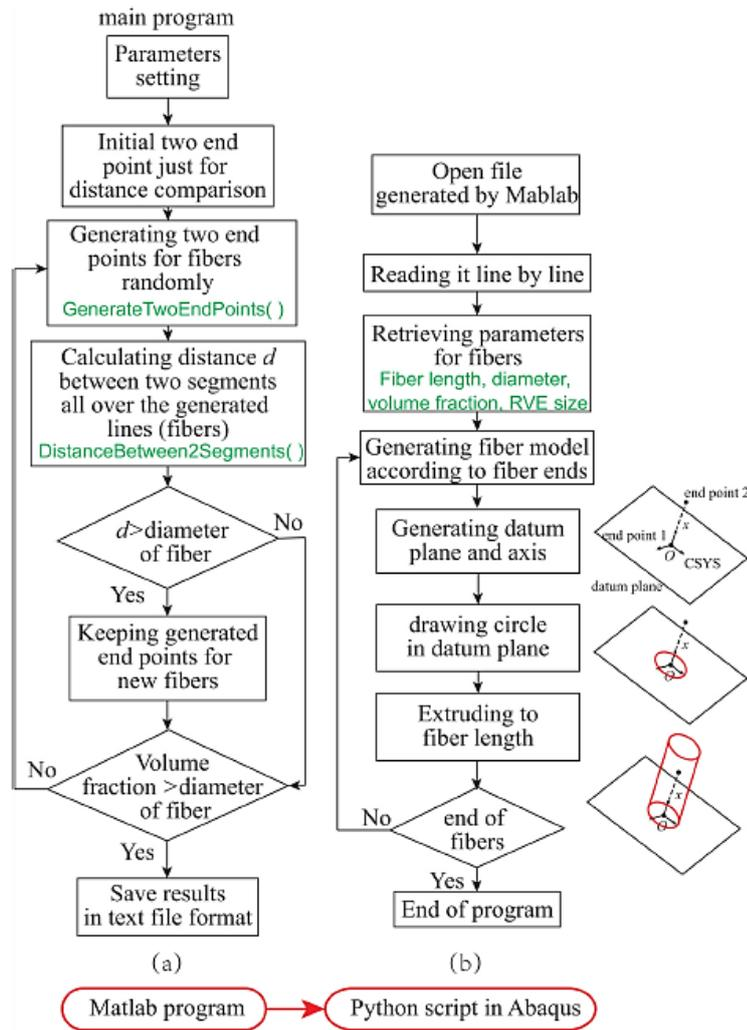 main program
Parameters
setting
Initial two end
point just for
distance comparison
Generating two end
points for fibers
randomly
GenerateTwoEndPoints( )
Calculating distance d
between two segments
all over the generated
lines (fibers)
DistanceBetween2Segments( )
d>diameter
of fiber
No
Yes
Keeping generated
end points for
new fibers
Volume
fraction >diameter
of fiber
No
Yes
Save results
in text file format
(a)
Open file
generated by Mablab
Reading it line by line
Retrieving parameters
for fibers
Fiber length, diameter,
volume fraction, RVE size
Generating fiber model
according to fiber ends
Generating datum
plane and axis
drawing circle
in datum plane
Extruding to
fiber length
end of
fibers
No
Yes
End of program
(b)
end point 2
x
end point 1
O
CSYS
datum plane
x
O
x
O
Matlab program
Python script in Abaqus